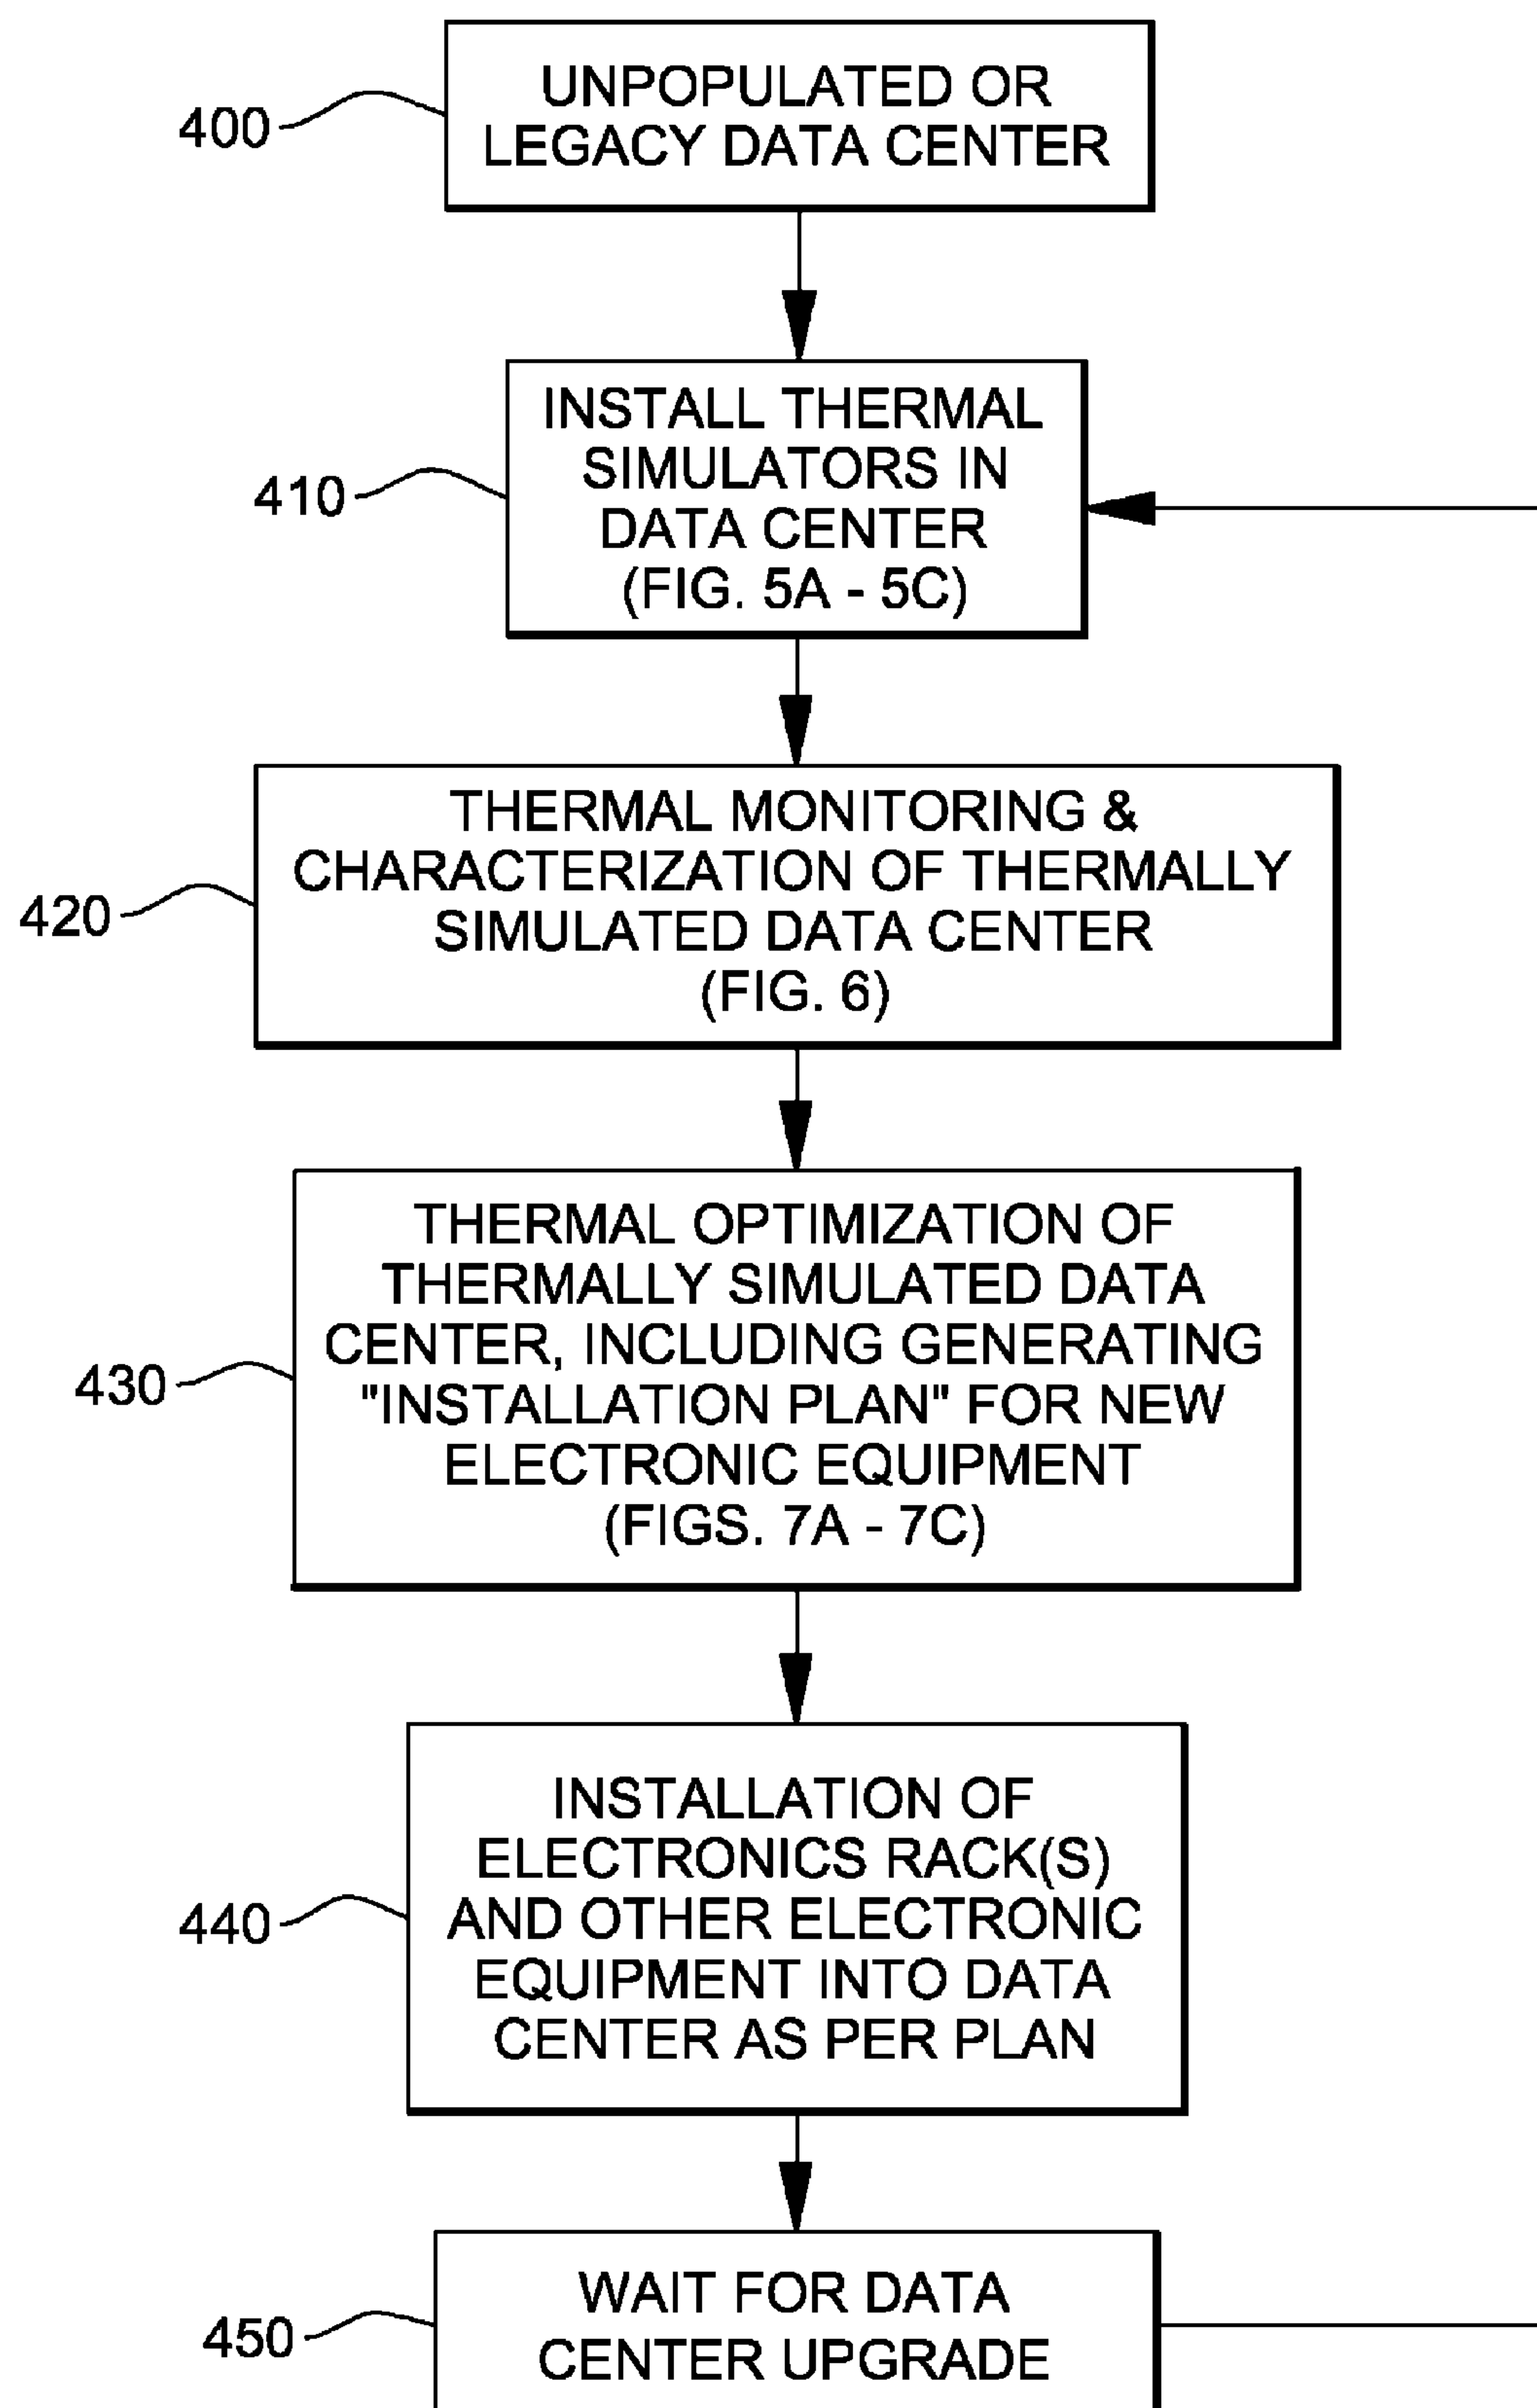 UNPOPULATED OR
LEGACY DATA CENTER
400
INSTALL THERMAL
SIMULATORS IN
DATA CENTER
(FIG. 5A - 5C)
410
THERMAL MONITORING &
CHARACTERIZATION OF THERMALLY
SIMULATED DATA CENTER
(FIG. 6)
420
THERMAL OPTIMIZATION OF
THERMALLY SIMULATED DATA
CENTER, INCLUDING GENERATING
"INSTALLATION PLAN" FOR NEW
ELECTRONIC EQUIPMENT
(FIGS. 7A - 7C)
430
INSTALLATION OF
ELECTRONICS RACK(S)
AND OTHER ELECTRONIC
EQUIPMENT INTO DATA
CENTER AS PER PLAN
440
WAIT FOR DATA
CENTER UPGRADE
450